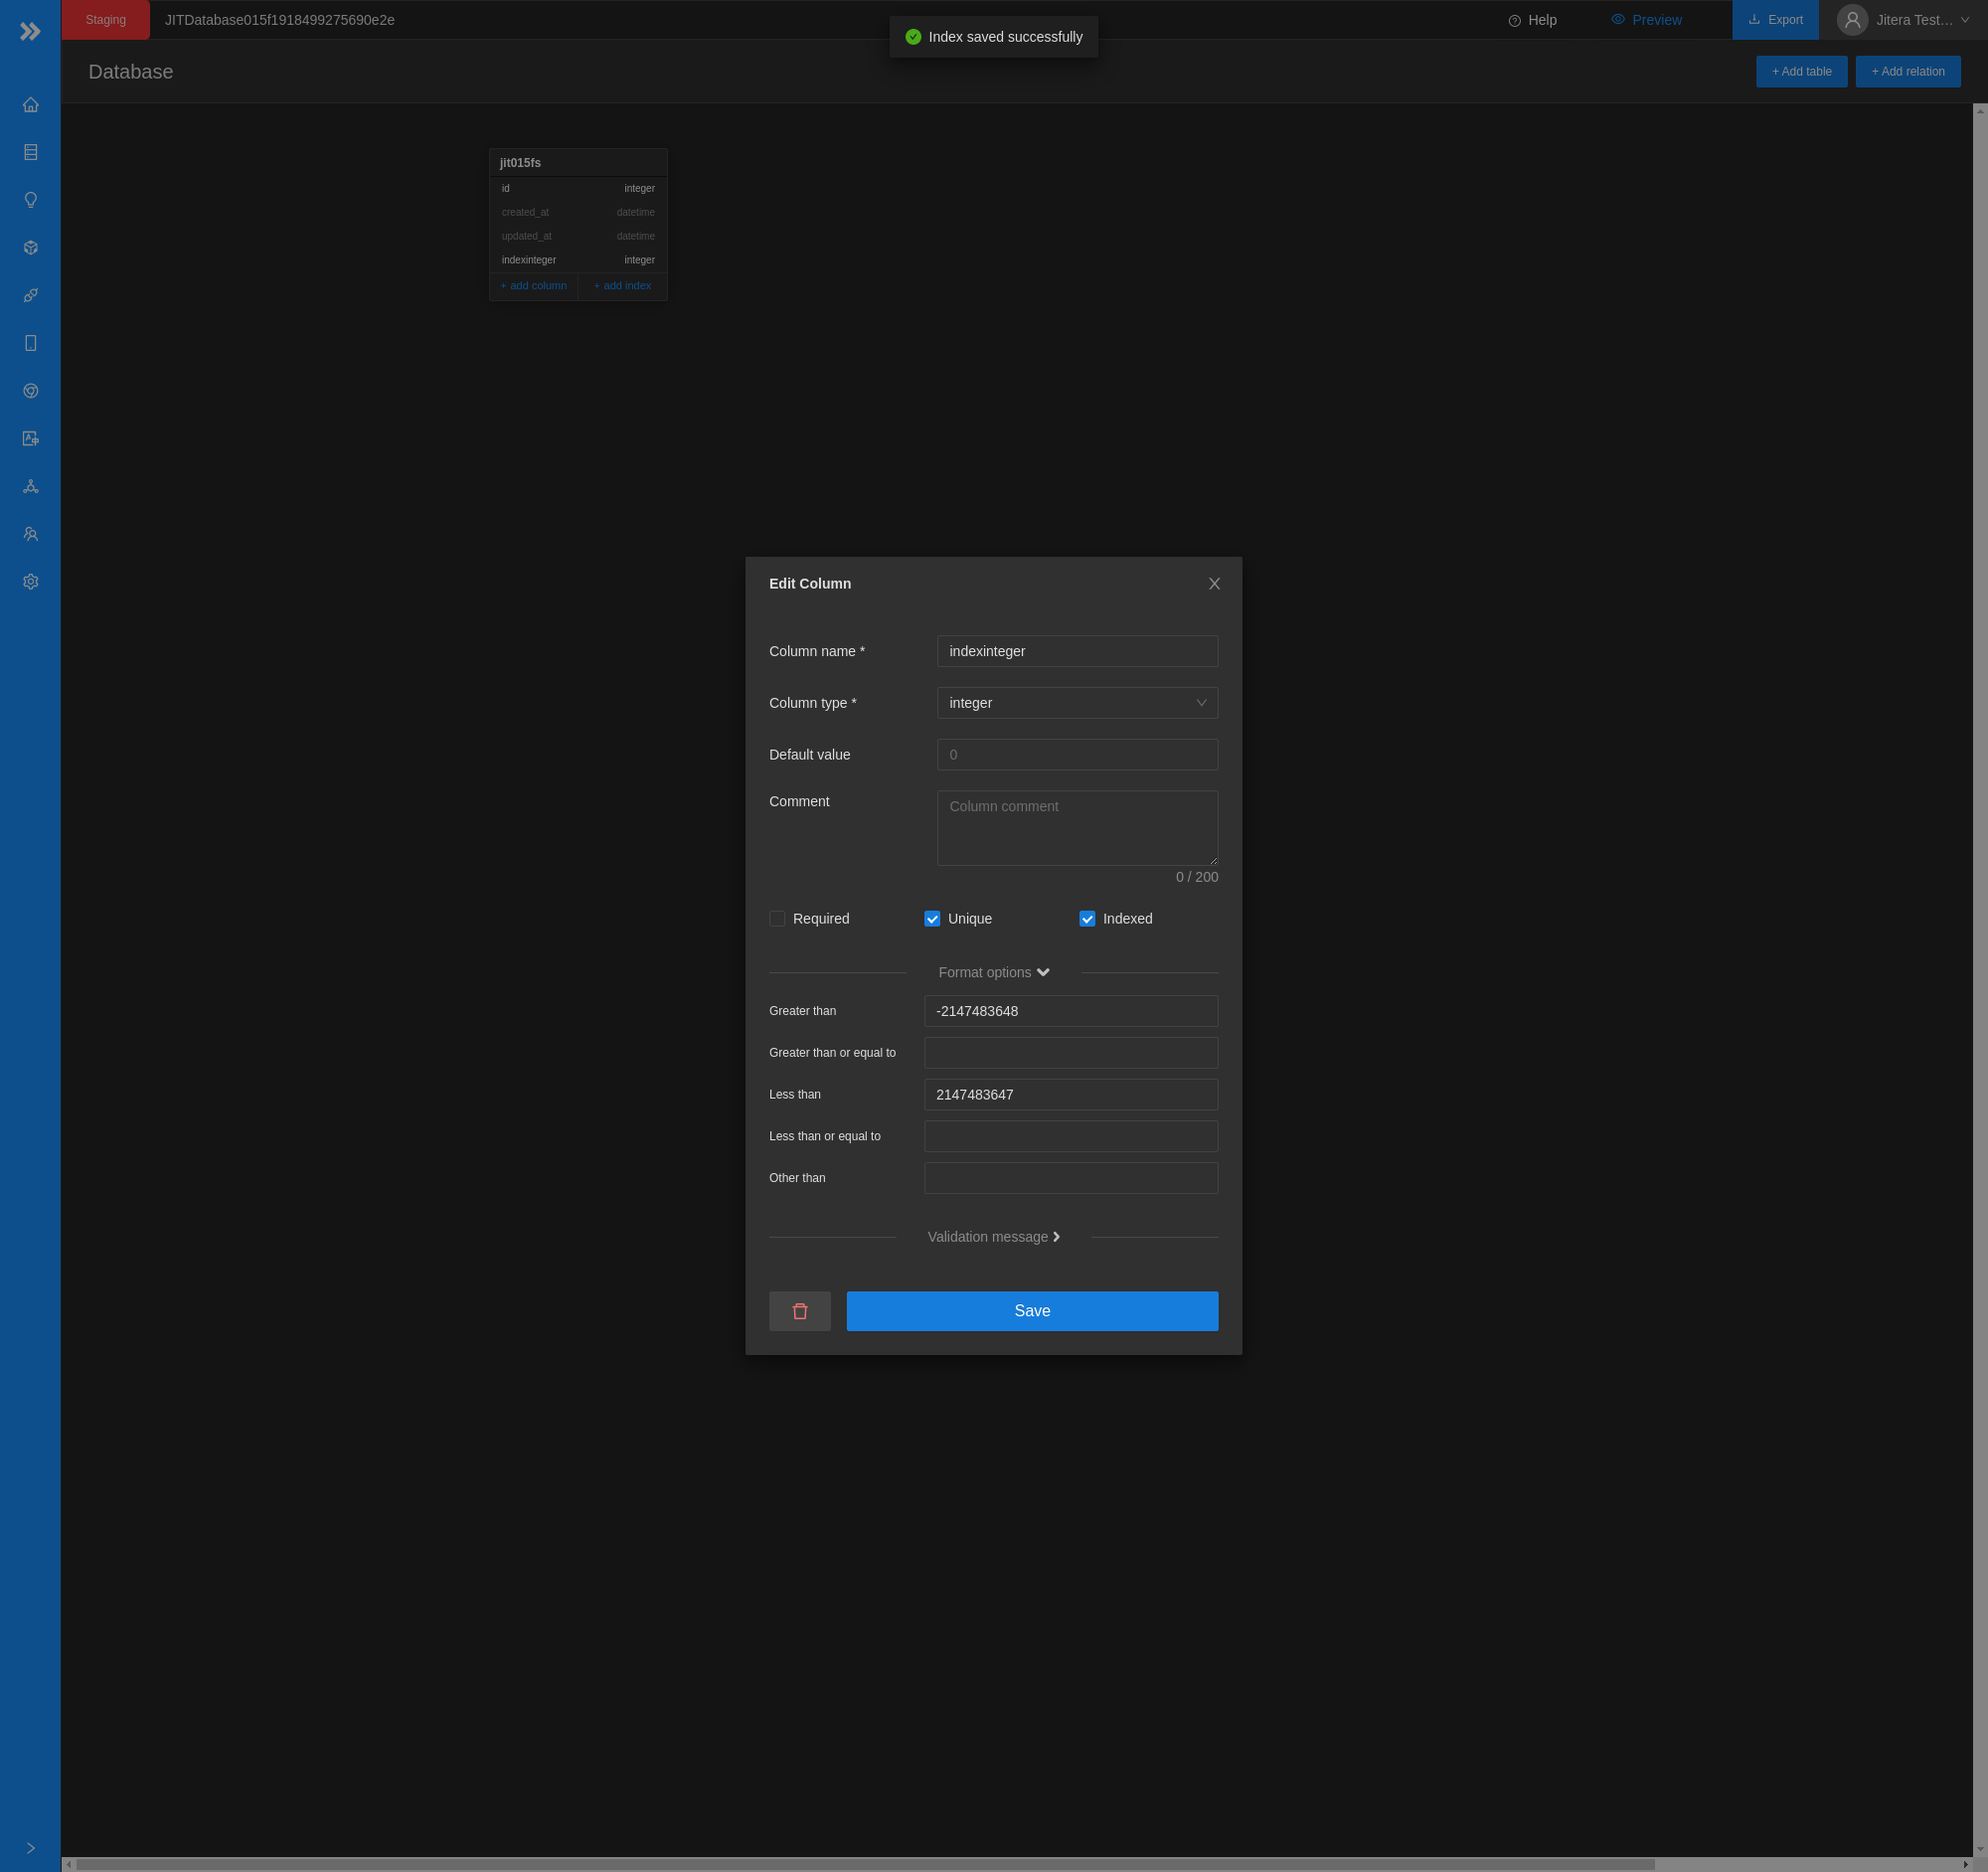 Staging
JITDatabase015f1918499275690e2e
Index saved successfully
Help
Preview
Export
Jitera Test...
Database
+ Add table
+ Add relation
jit015fs
id integer
created_at datetime
updated_at datetime
indexinteger integer
+ add column + add index
Edit Column
Column name * indexinteger
Column type * integer
Default value 0
Comment Column comment
0 / 200
Required Unique Indexed
Format options
Greater than -2147483648
Greater than or equal to
Less than 2147483647
Less than or equal to
Other than
Validation message
Save